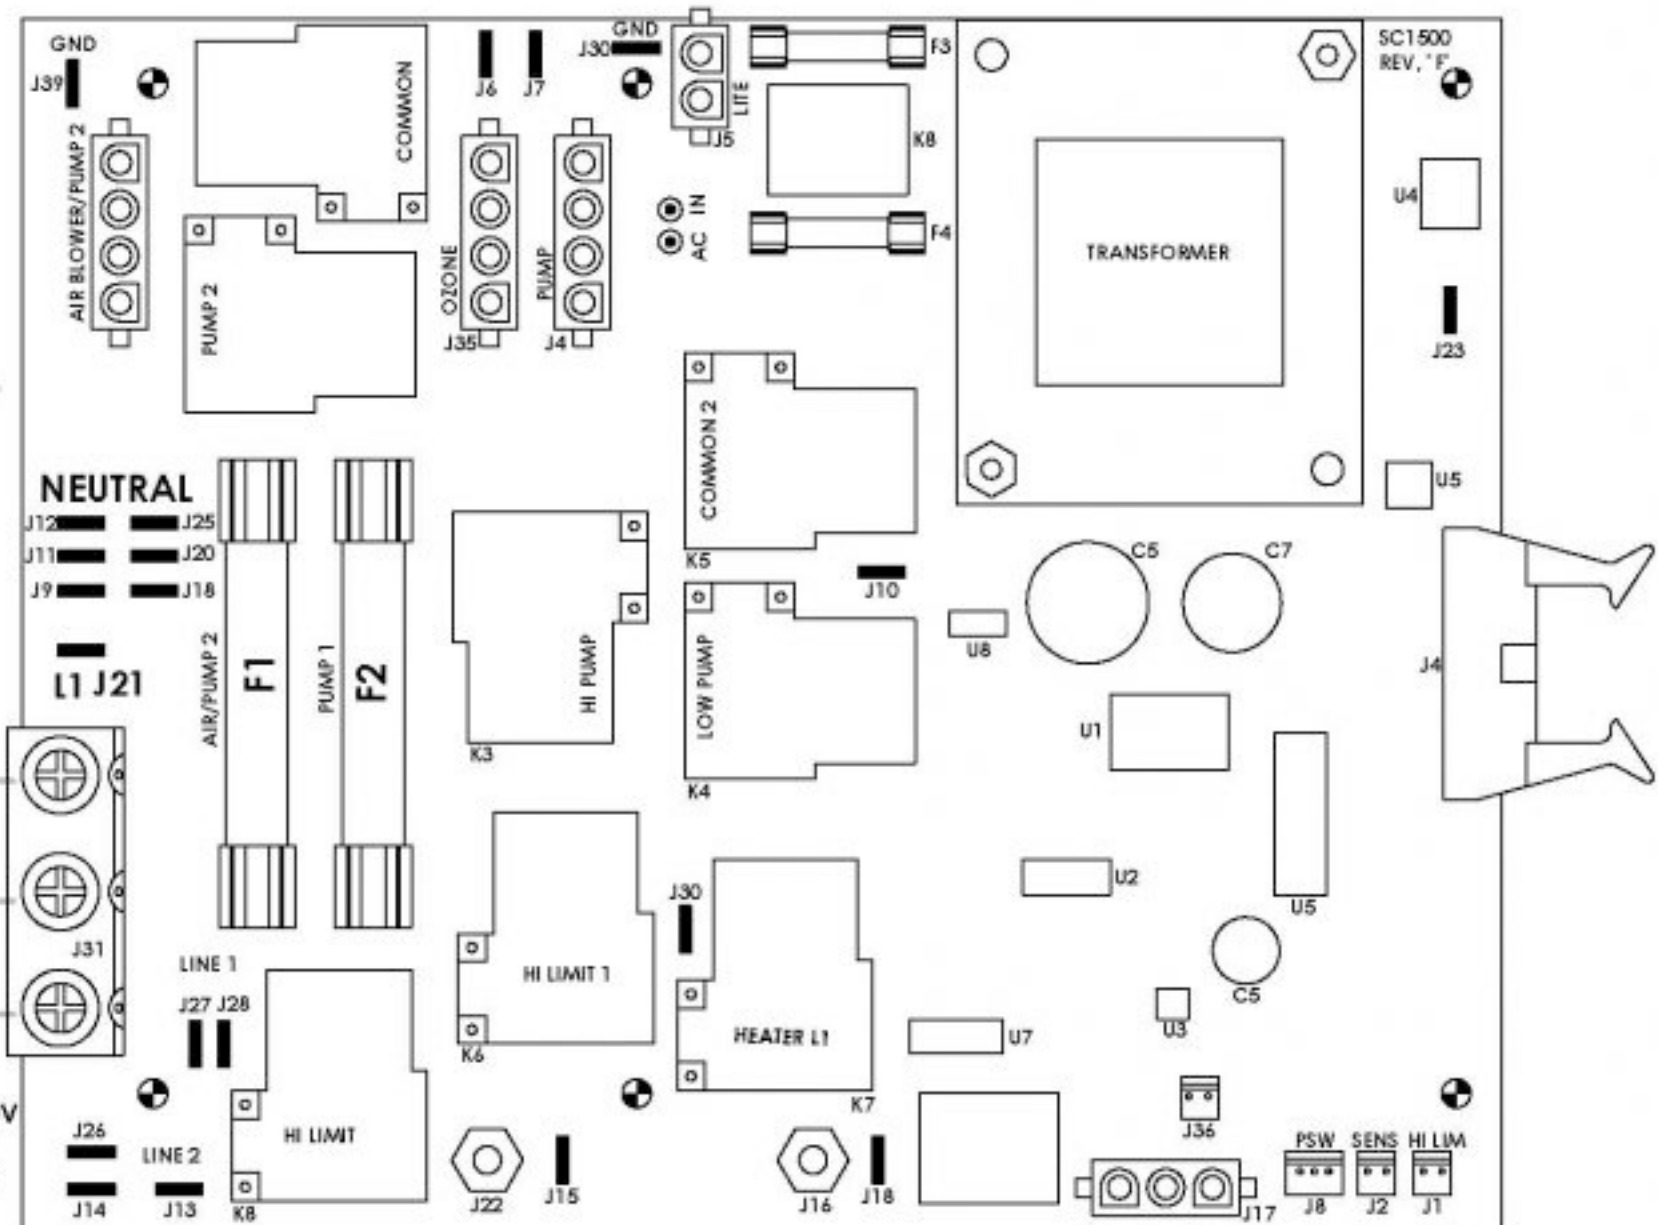 GND
J39
AIR BLOWER/PUMP 2
COMMON
PUMP 2
J6
J7
OZONE
J35
PUMP
J4
GND
J30
LITE
J5
AC IN
F3
K8
F4
TRANSFORMER
SC1500
REV. "F"
U4
J23
U5
NEUTRAL
J12
J25
J11
J20
J9
J18
L1 J21
AIR/PUMP 2
F1
PUMP 1
F2
HI PUMP
K3
COMMON 2
K5
J10
LOW PUMP
K4
U8
C5
C7
J4
U1
U2
U5
C5
U3
U7
J31
LINE 1
J27 J28
HI LIMIT 1
K6
J30
HEATER L1
K7
V
J26
LINE 2
J14
J13
HI LIMIT
K8
J22
J15
J16
J18
J36
J17
PSW SENS HI LIM
J8 J2 J1